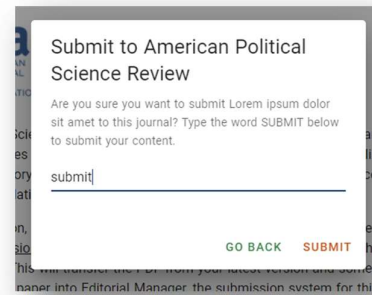 Submit to American Political
Science Review
Are you sure you want to submit Lorem ipsum dolor
sit amet to this journal? Type the word SUBMIT below
to submit your content.
submit
GO BACK SUBMIT
This will transfer the PDF from your latest version and some
paper into Editorial Manager, the submission system for